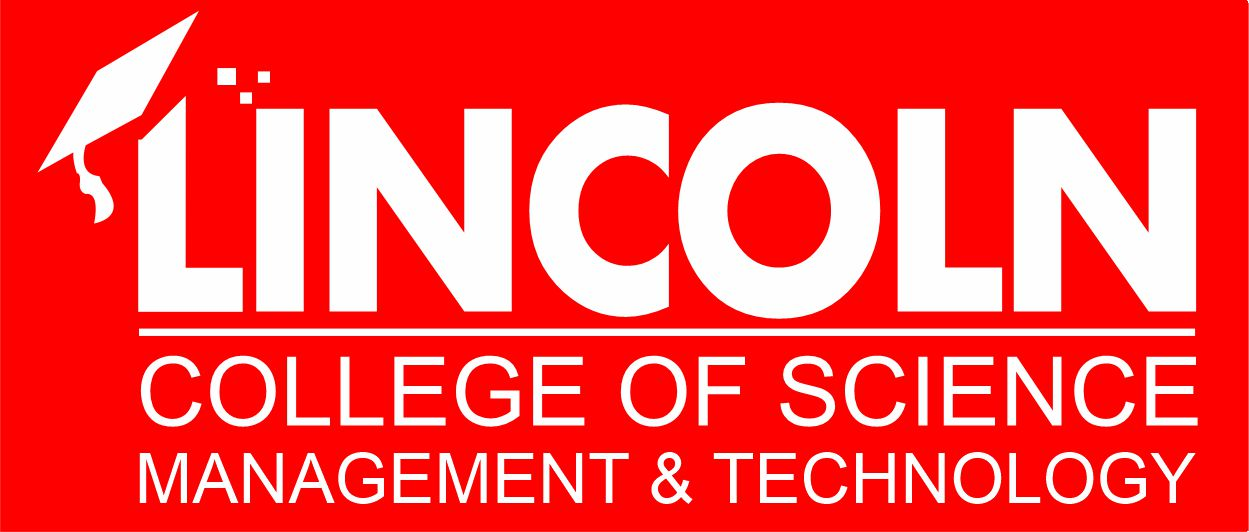 LINCOLN
COLLEGE OF SCIENCE
MANAGEMENT & TECHNOLOGY